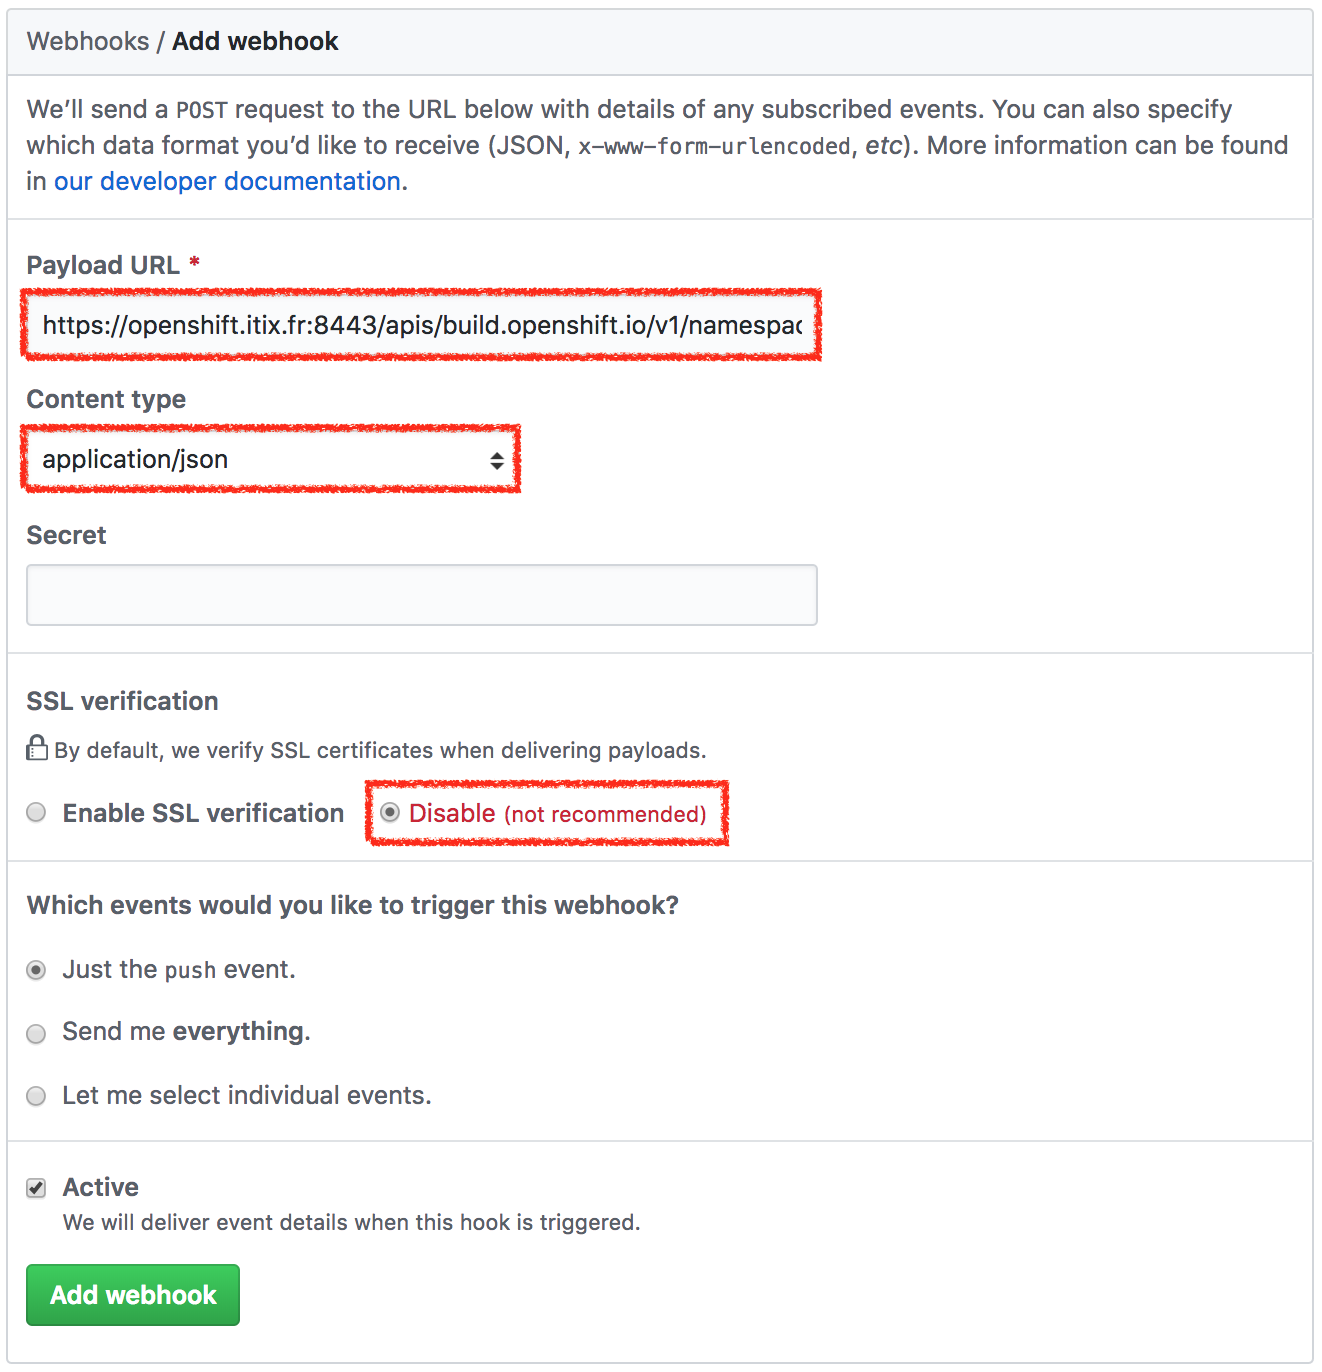 Webhooks / Add webhook
We’ll send a POST request to the URL below with details of any subscribed events. You can also specify
which data format you’d like to receive (JSON, x-www-form-urlencoded, etc). More information can be found
in our developer documentation.
Payload URL *
https://openshift.itix.fr:8443/apis/build.openshift.io/v1/namespac
Content type
application/json
Secret
SSL verification
By default, we verify SSL certificates when delivering payloads.
Enable SSL verification Disable (not recommended)
Which events would you like to trigger this webhook?
Just the push event.
Send me everything.
Let me select individual events.
Active
We will deliver event details when this hook is triggered.
Add webhook